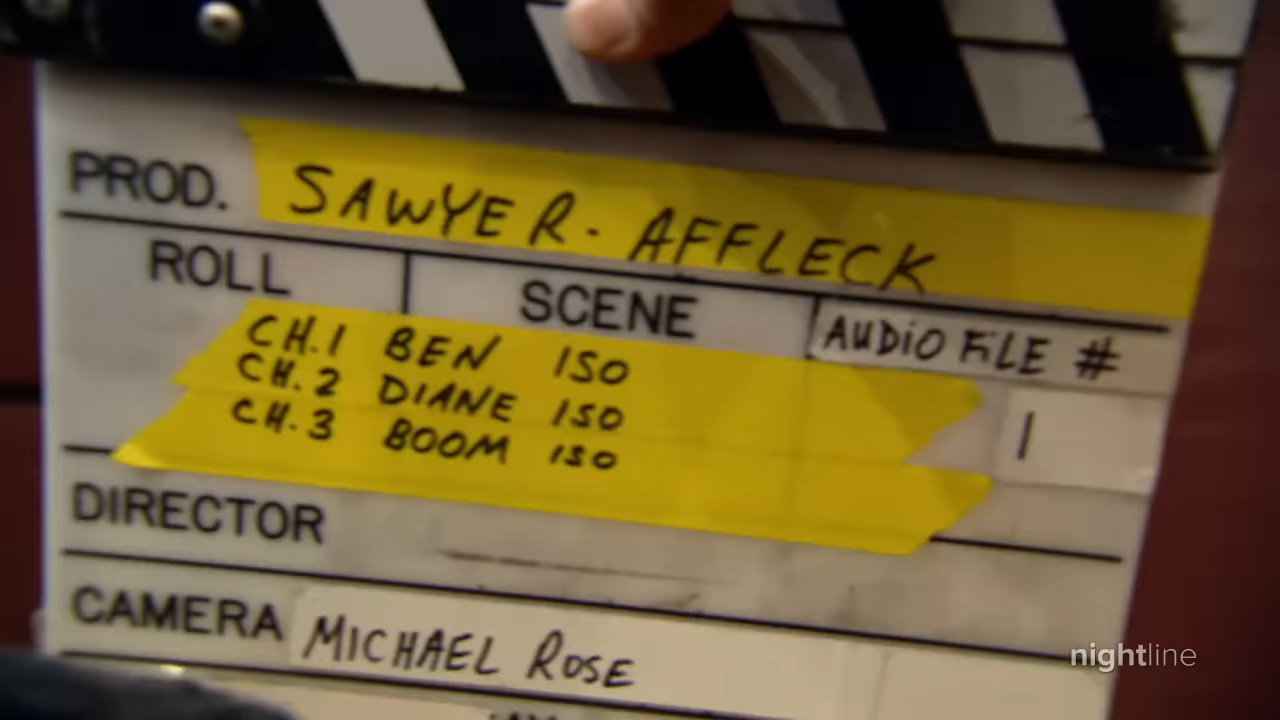 PROD. SAWYER - AFFLECK
ROLL SCENE AUDIO FILE #
CH.1 BEN ISO
CH.2 DIANE ISO
CH.3 BOOM ISO
1
DIRECTOR
CAMERA MICHAEL ROSE
nightline